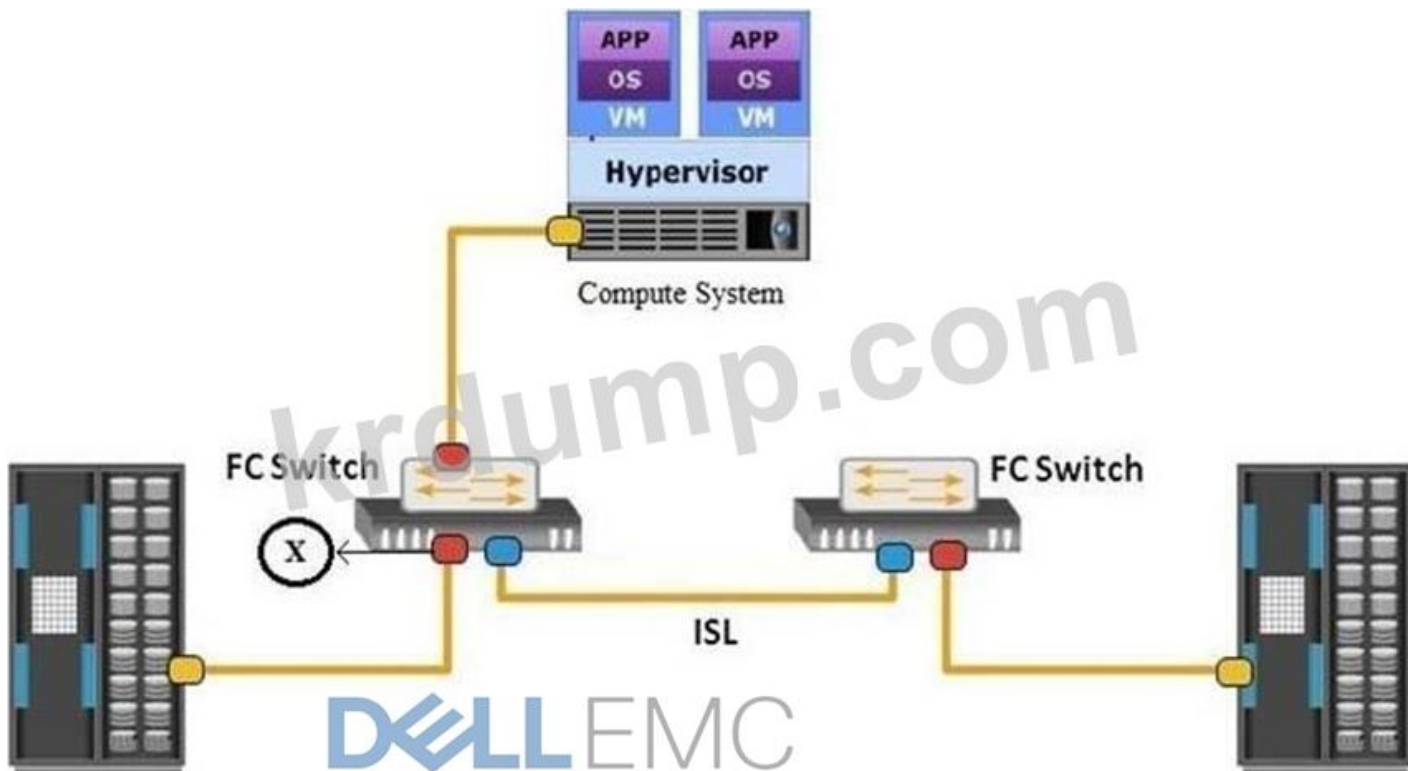 APP APP
OS OS
VM VM
Hypervisor
Compute System
krdump.com
FC Switch
FC Switch
X
ISL
DELLEMC